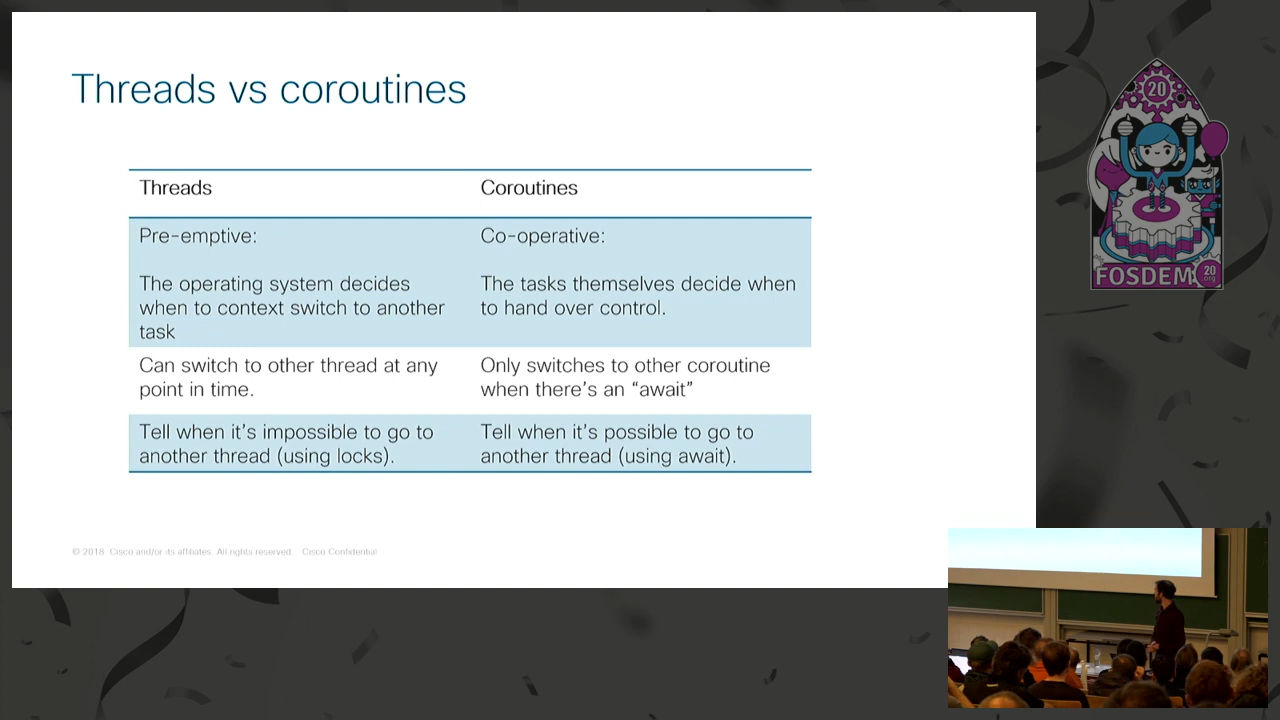 Threads vs coroutines
Threads
Coroutines
Pre-emptive:
The operating system decides
when to context switch to another
task
Co-operative:
The tasks themselves decide when
to hand over control.
Can switch to other thread at any
point in time.
Only switches to other coroutine
when there's an "await"
Tell when it's impossible to go to
another thread (using locks).
Tell when it's possible to go to
another thread (using await).
© 2018 Cisco and/or its affiliates. All rights reserved. Cisco Confidential
20
FOSDEM
20
.org